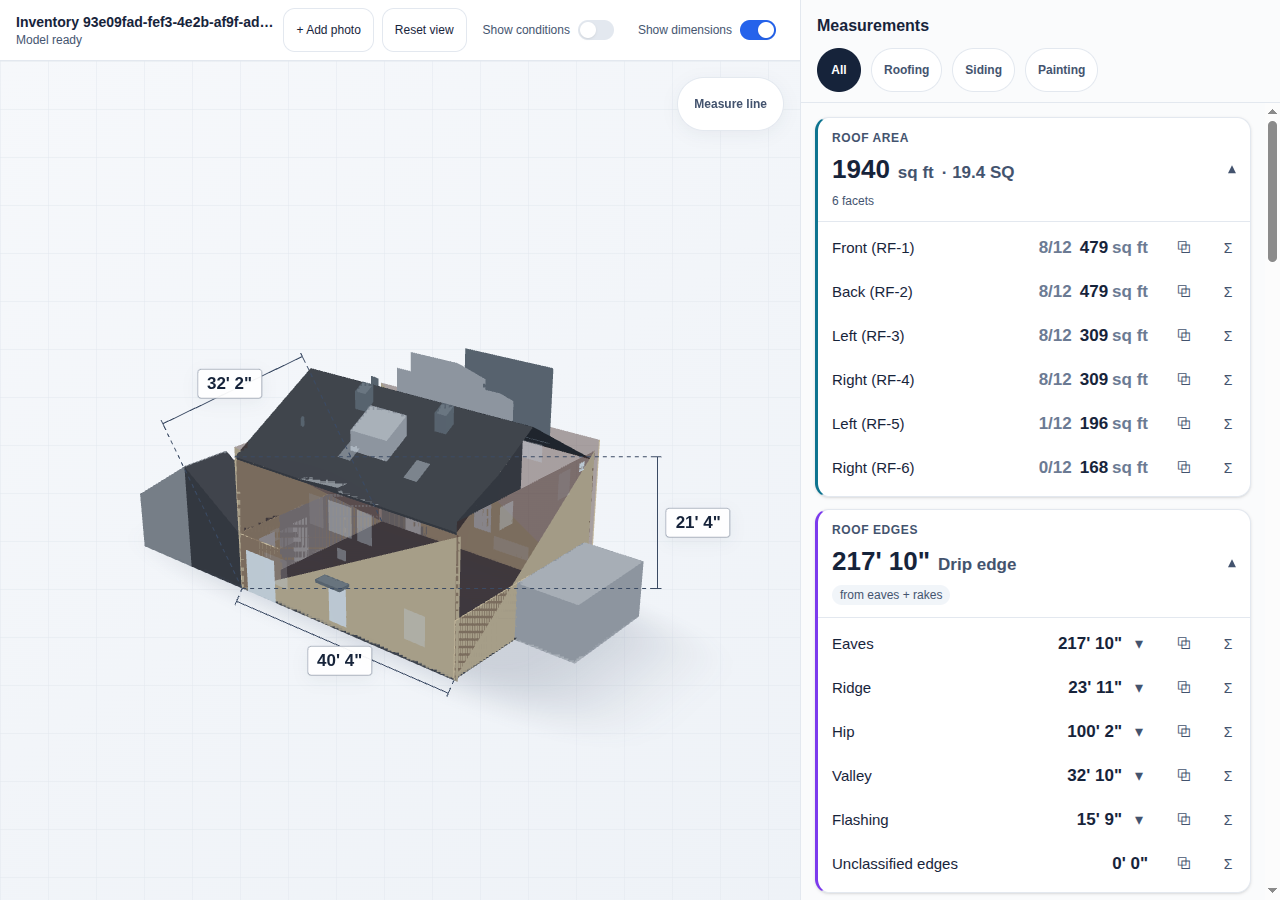 Inventory 93e09fad-fef3-4e2b-af9f-ad…
Model ready
+ Add photo
Reset view
Show conditions
Show dimensions
Measure line
32' 2"
21' 4"
40' 4"
Measurements
All
Roofing
Siding
Painting
ROOF AREA
1940 sq ft · 19.4 SQ
6 facets
Front (RF-1) 8/12 479 sq ft Σ
Back (RF-2) 8/12 479 sq ft Σ
Left (RF-3) 8/12 309 sq ft Σ
Right (RF-4) 8/12 309 sq ft Σ
Left (RF-5) 1/12 196 sq ft Σ
Right (RF-6) 0/12 168 sq ft Σ
ROOF EDGES
217' 10" Drip edge
from eaves + rakes
Eaves 217' 10" Σ
Ridge 23' 11" Σ
Hip 100' 2" Σ
Valley 32' 10" Σ
Flashing 15' 9" Σ
Unclassified edges 0' 0" Σ